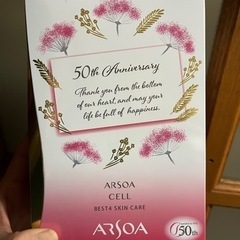 50th Anniversary
Thank you from the bottom
of our heart, and may your
life be full of happiness.
ARSOA
CELL
BEST4 SKIN CARE
ARSOA
50th